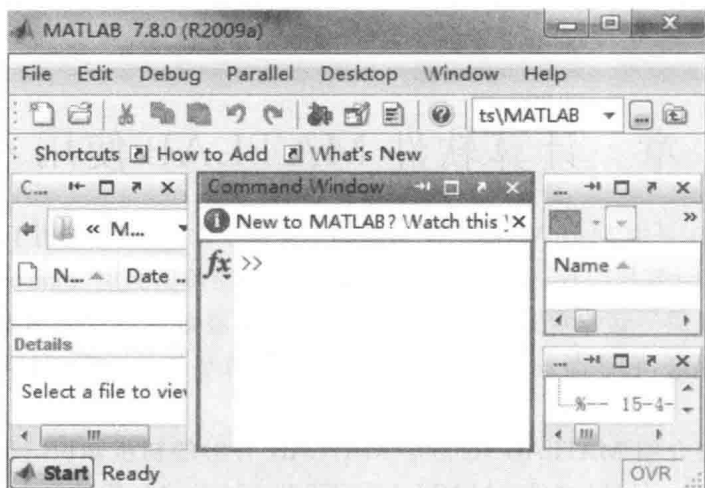 MATLAB 7.8.0 (R2009a)
File Edit Debug Parallel Desktop Window Help
ts\MATLAB
Shortcuts How to Add What's New
C...
« M...
N... Date ..
Details
Select a file to view
Command Window
New to MATLAB? Watch this
fx >>
...
Name
...
%-- 15-4-
Start Ready
OVR